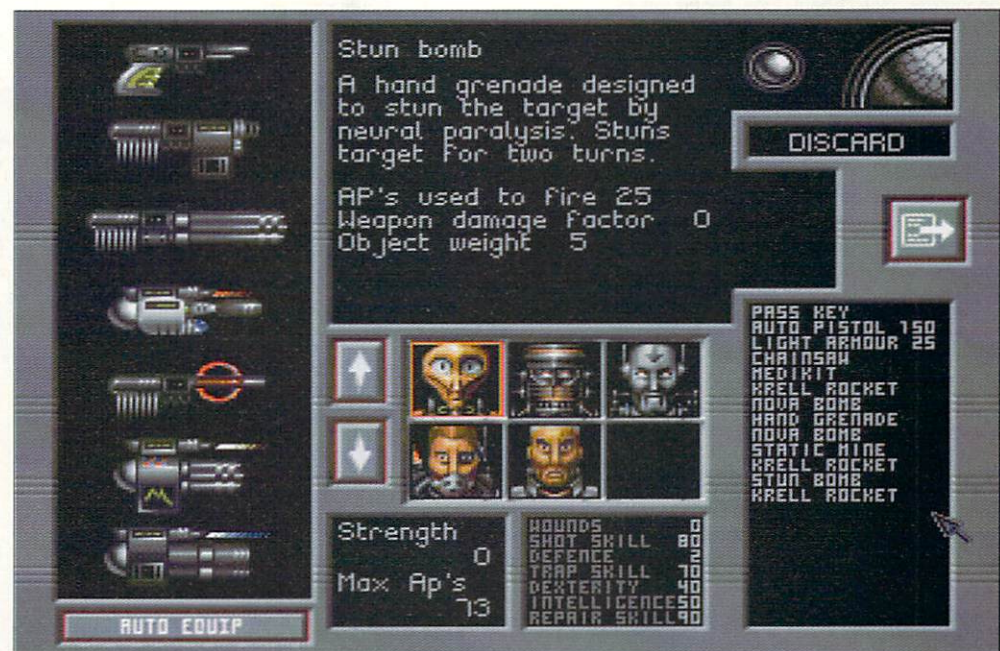 Stun bomb
A hand grenade designed
to stun the target by
neural paralysis. Stuns
target for two turns.
AP's used to fire 25
Weapon damage factor 0
Object weight 5
DISCARD
PASS KEY
AUTO PISTOL 150
LIGHT ARMOUR 25
CHAINSAW
MEDIKIT
KRELL ROCKET
NOVA BOMB
HAND GRENADE
NOVA BOMB
STATIC MINE
KRELL ROCKET
STUN BOMB
KRELL ROCKET
Strength
0
Max Ap's
73
WOUNDS 0
SHOT SKILL 80
DEFENCE 2
TRAP SKILL 70
DEXTERITY 40
INTELLIGENCE50
REPAIR SKILL90
AUTO EQUIP